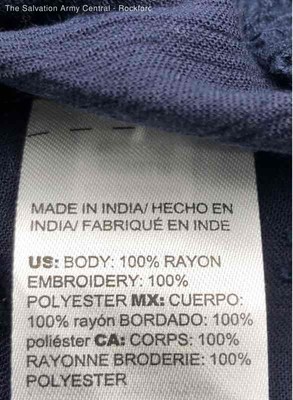 The Salvation Army Central - Rockford
MADE IN INDIA/ HECHO EN
INDIA/ FABRIQUÉ EN INDE
US: BODY: 100% RAYON
EMBROIDERY: 100%
POLYESTER MX: CUERPO:
100% rayón BORDADO: 100%
poliéster CA: CORPS: 100%
RAYONNE BRODERIE: 100%
POLYESTER